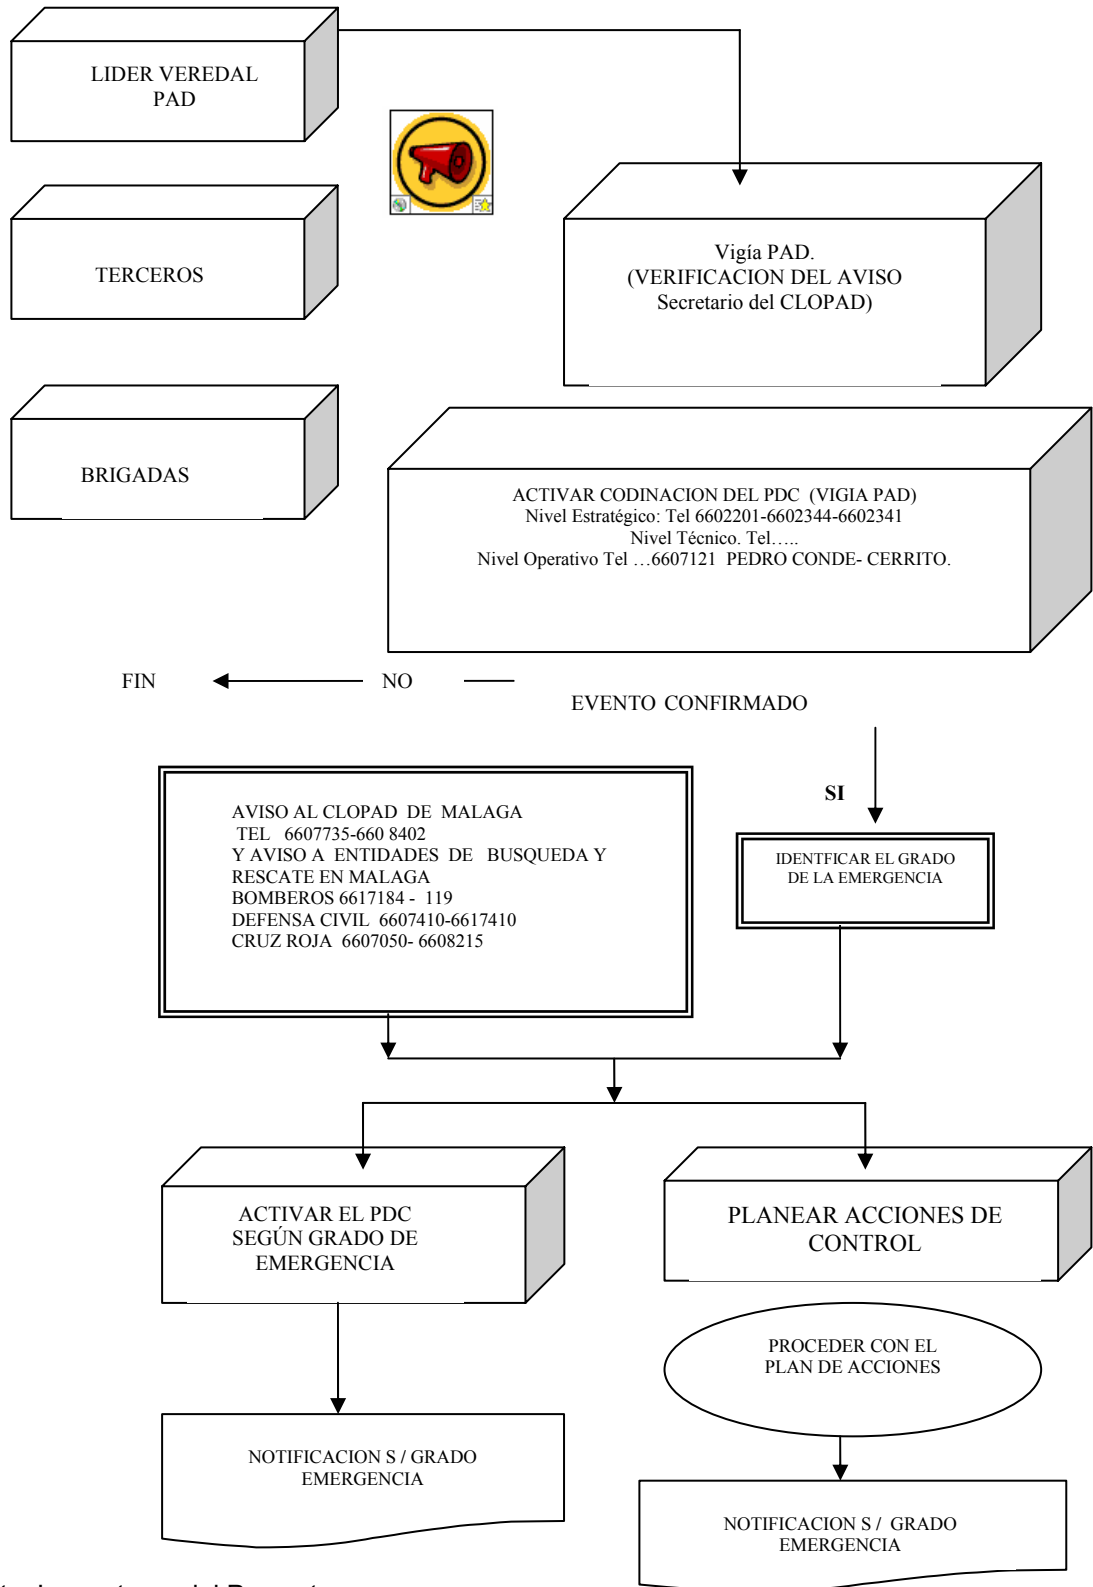 LIDER VEREDAL
PAD
TERCEROS
Vigía PAD.
(VERIFICACION DEL AVISO
Secretario del CLOPAD)
BRIGADAS
ACTIVAR CODINACION DEL PDC (VIGIA PAD)
Nivel Estratégico: Tel 6602201-6602344-6602341
Nivel Técnico. Tel…..
Nivel Operativo Tel …6607121 PEDRO CONDE- CERRITO.
FIN
NO
EVENTO CONFIRMADO
SI
AVISO AL CLOPAD DE MALAGA
TEL 6607735-660 8402
Y AVISO A ENTIDADES DE BUSQUEDA Y
RESCATE EN MALAGA
BOMBEROS 6617184 - 119
DEFENSA CIVIL 6607410-6617410
CRUZ ROJA 6607050- 6608215
IDENTFICAR EL GRADO
DE LA EMERGENCIA
ACTIVAR EL PDC
SEGÚN GRADO DE
EMERGENCIA
PLANEAR ACCIONES DE
CONTROL
PROCEDER CON EL
PLAN DE ACCIONES
NOTIFICACION S / GRADO
EMERGENCIA
NOTIFICACION S / GRADO
EMERGENCIA